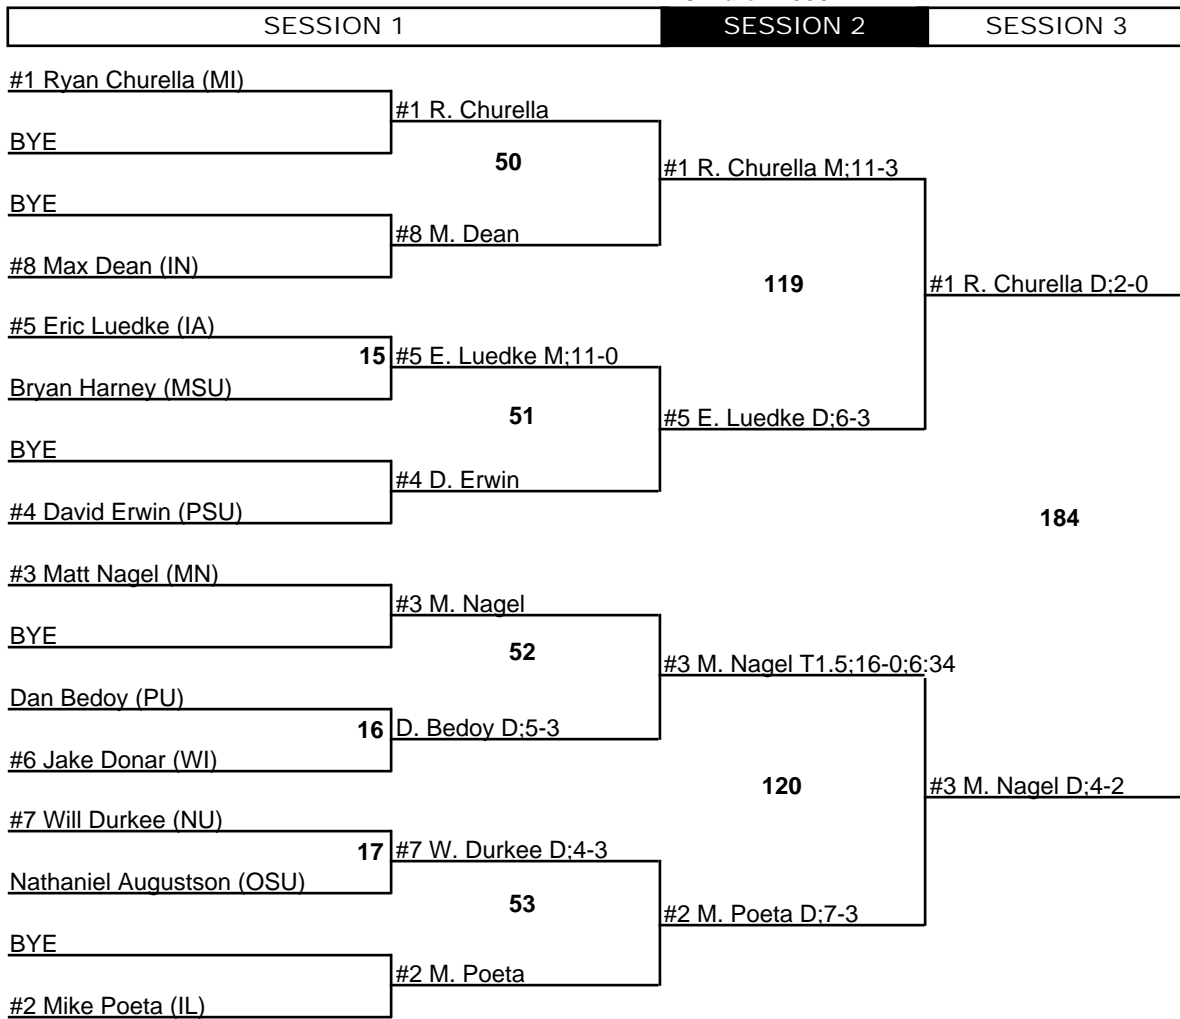 SESSION 1
SESSION 2
SESSION 3
#1 Ryan Churella (MI)
BYE
BYE
#8 Max Dean (IN)
#5 Eric Luedke (IA)
Bryan Harney (MSU)
BYE
#4 David Erwin (PSU)
#3 Matt Nagel (MN)
BYE
Dan Bedoy (PU)
#6 Jake Donar (WI)
#7 Will Durkee (NU)
Nathaniel Augustson (OSU)
BYE
#2 Mike Poeta (IL)
#1 R. Churella
50
#8 M. Dean
15 #5 E. Luedke M;11-0
51
#4 D. Erwin
#3 M. Nagel
52
16 D. Bedoy D;5-3
17 #7 W. Durkee D;4-3
53
#2 M. Poeta
#1 R. Churella M;11-3
119
#5 E. Luedke D;6-3
#3 M. Nagel T1.5;16-0;6:34
120
#2 M. Poeta D;7-3
#1 R. Churella D;2-0
184
#3 M. Nagel D;4-2